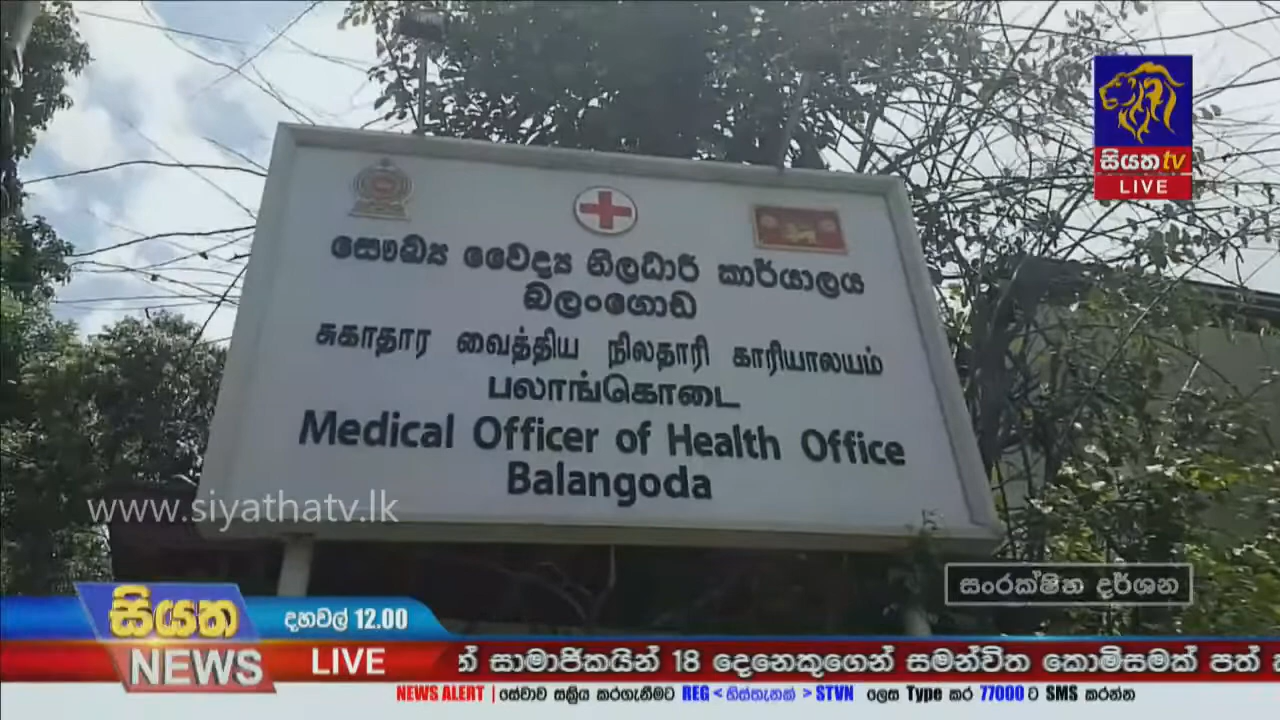 සියත tv
LIVE
සෞඛ්‍ය වෛද්‍ය නිලධාරි කාර්යාලය
බලංගොඩ
சுகாதார வைத்திய நிலதாரி காரியாலயம்
பலாங்கொடை
Medical Officer of Health Office
Balangoda
www.siyathatv.lk
සංරක්ෂිත දර්ශන
සියත
NEWS
දහවල් 12.00
LIVE
න් සාමාජිකයින් 18 දෙනෙකුගෙන් සමන්විත කොමිසමක් පත්
NEWS ALERT | සේවාව සක්‍රිය කරගැනීමට REG < හිස්තැනක් > STVN ලෙස Type කර 77000 ට SMS කරන්න